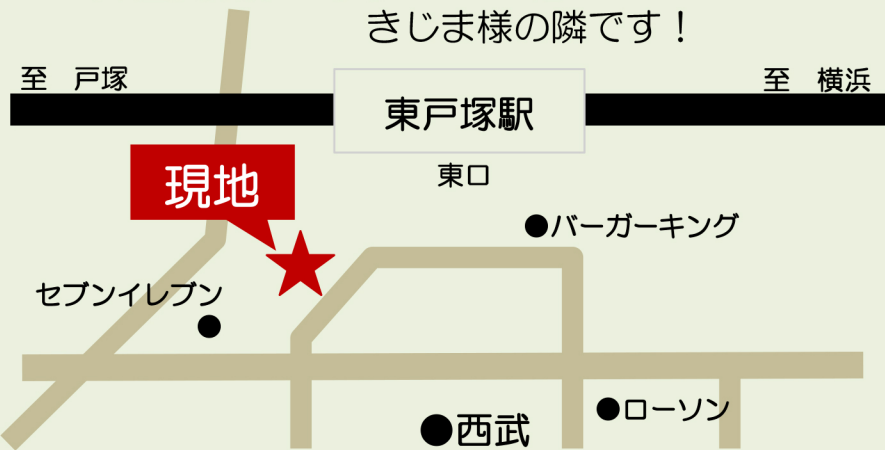 きじま様の隣です！
至　戸塚
至　横浜
東戸塚駅
東口
現地
バーガーキング
セブンイレブン
ローソン
西武